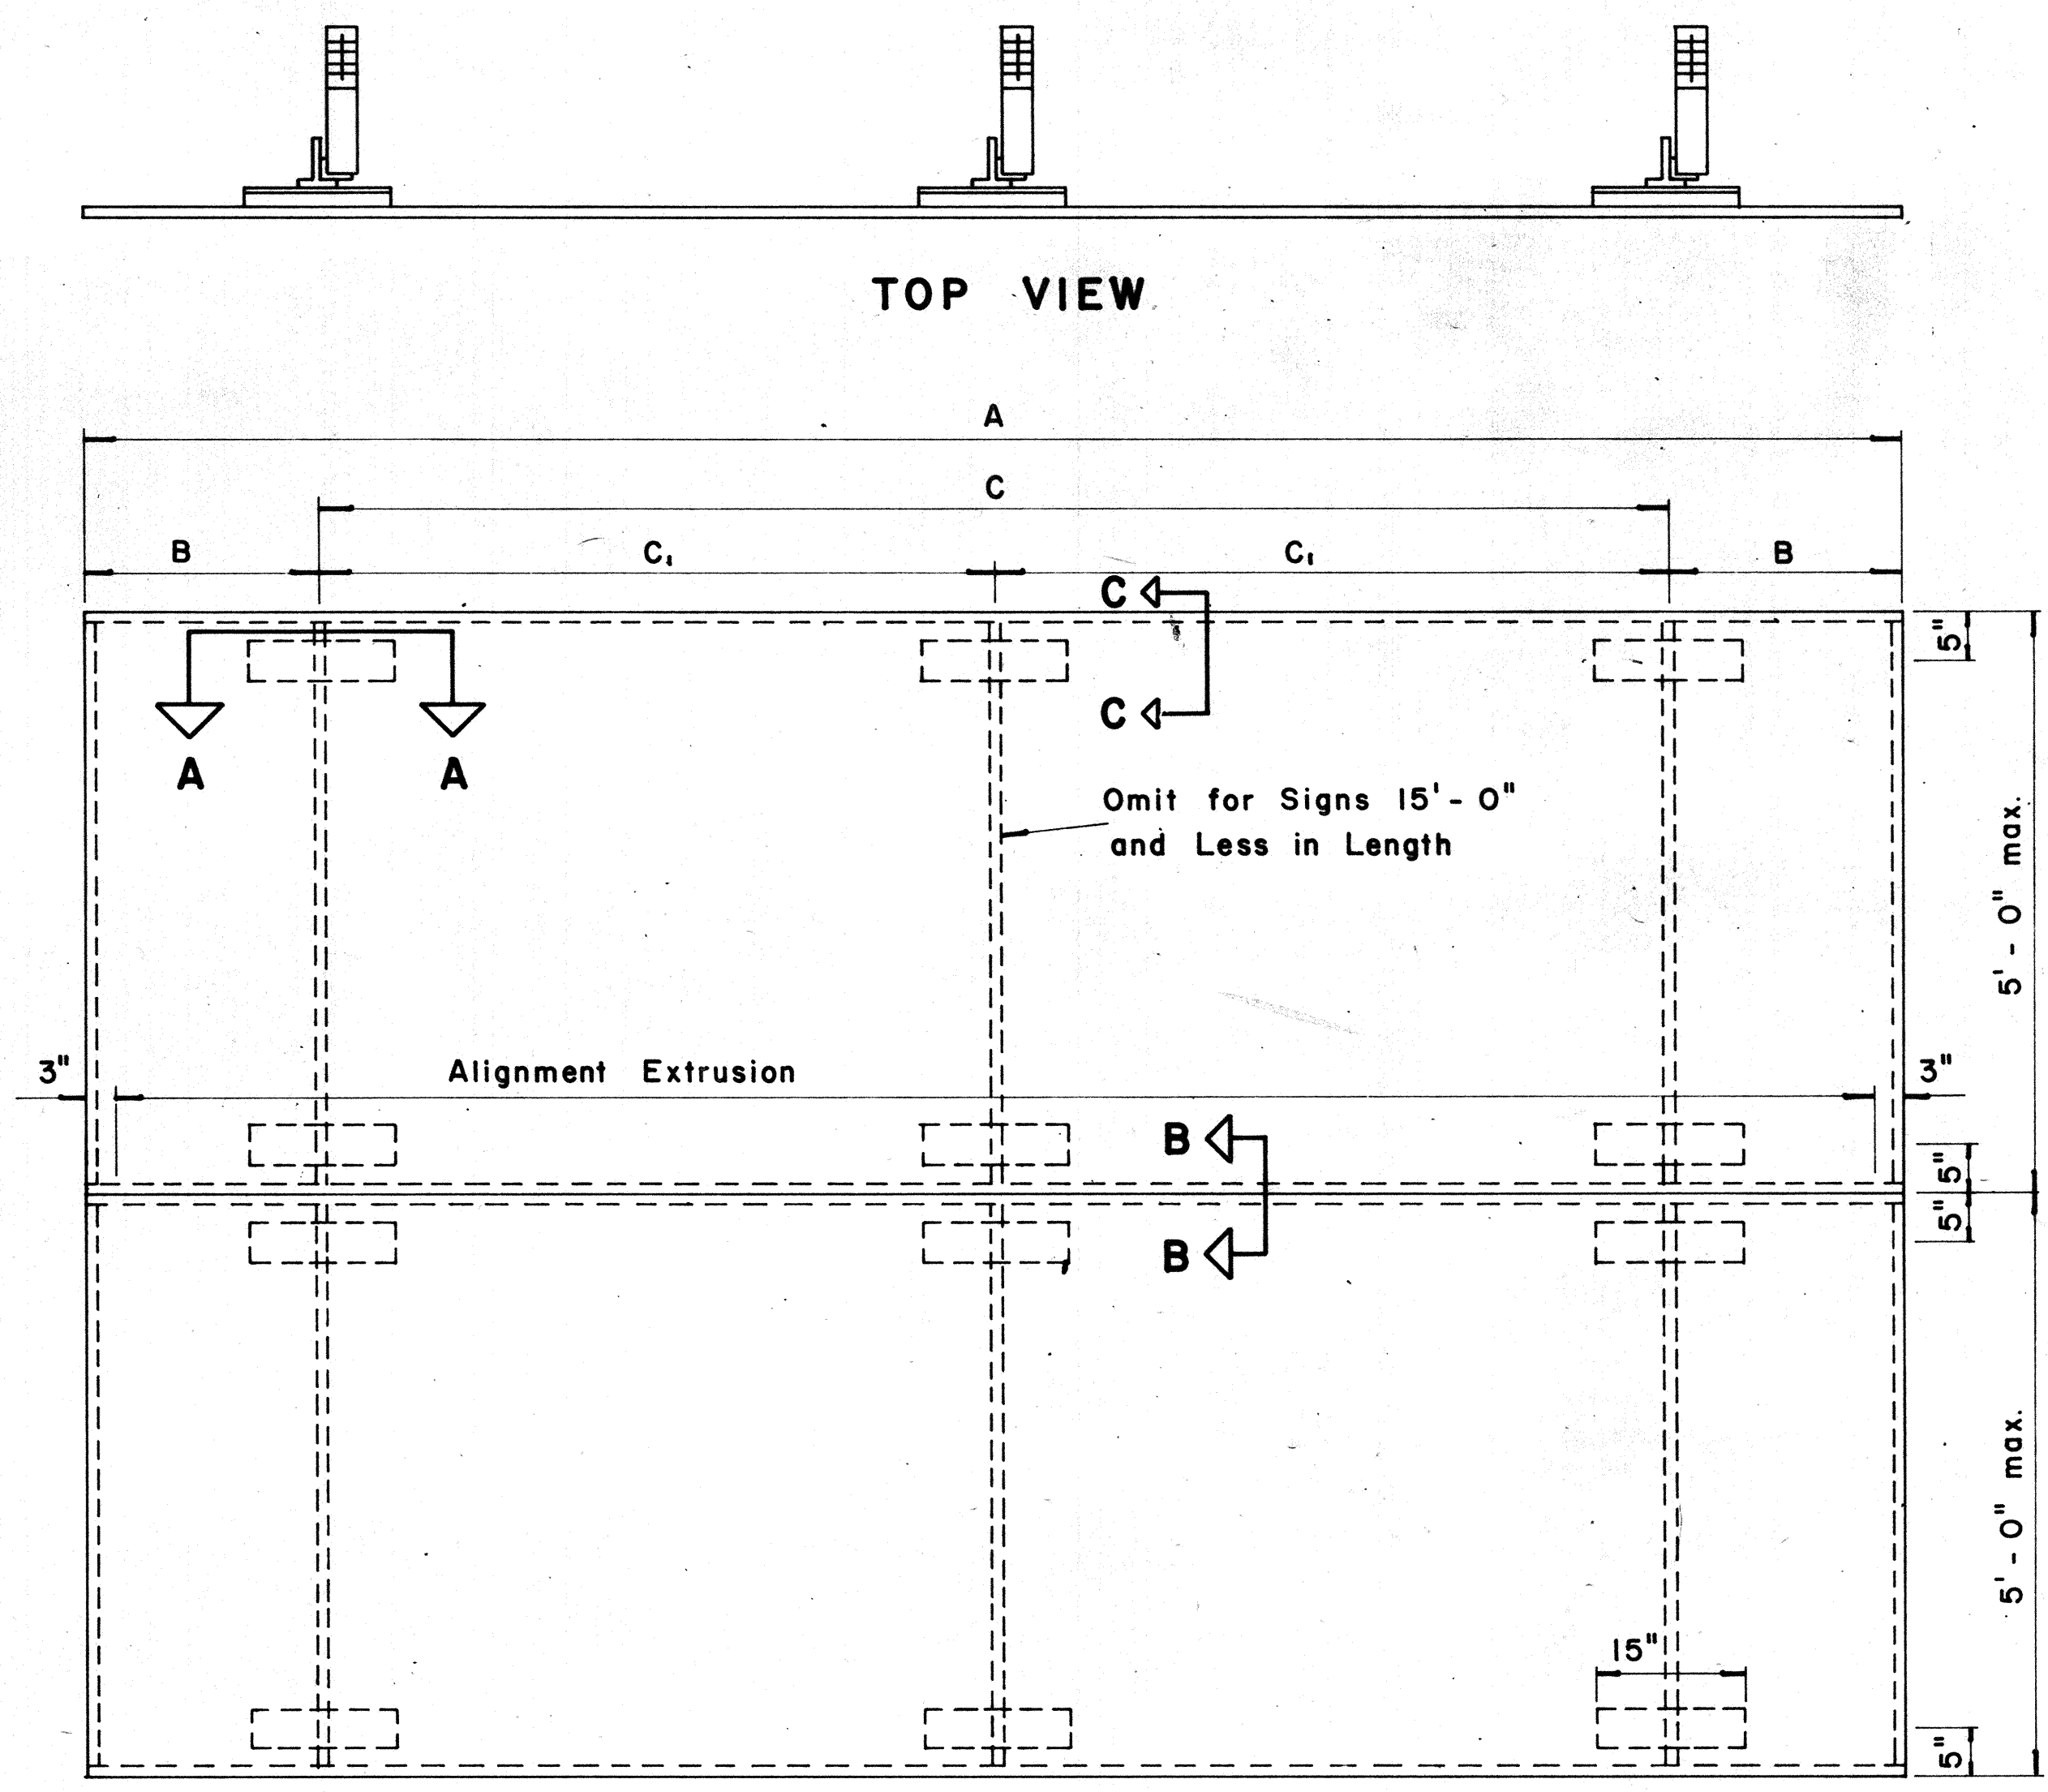 TOP VIEW
A
C
B
C₁
C₁
B
C
5"
C
A
A
Omit for Signs 15'-0"
and Less in Length
5'-0" max.
3"
Alignment Extrusion
3"
B
5"
5"
B
5'-0" max.
15"
5"